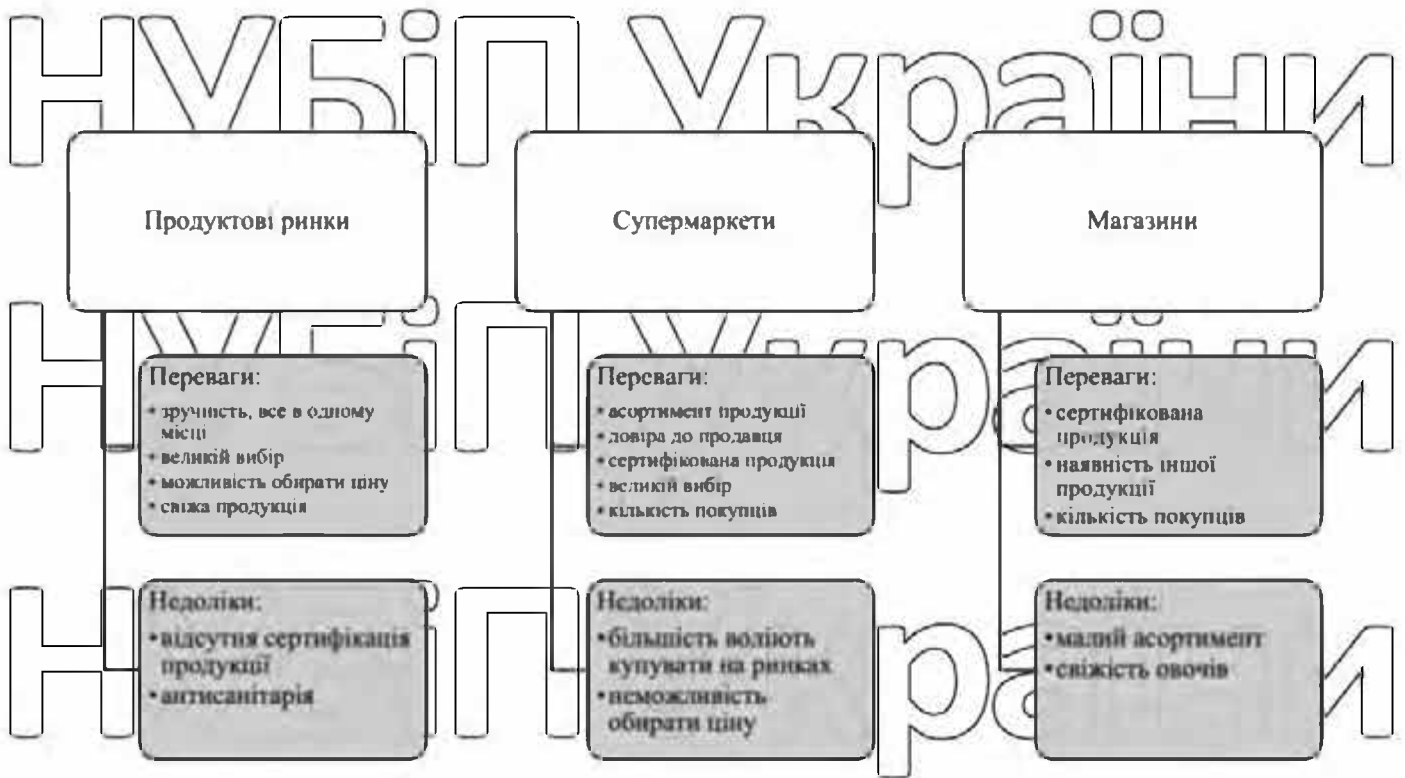 НУБіП України
Продуктові ринки
Супермаркети
Магазини
НУБіП України
Переваги:
• зручність, все в одному
місці
• великий вибір
• можливість обирати ціну
• свіжа продукція
Переваги:
• асортимент продукції
• довіра до продавця
• сертифікована продукція
• великий вибір
• кількість покупців
Переваги:
• сертифікована
продукція
• наявність іншої
продукції
• кількість покупців
НУБіП України
Недоліки:
• відсутня сертифікація
продукції
• антисанітарія
Недоліки:
• більшість воліють
купувати на ринках
• неможливість
обирати ціну
Недоліки:
• малий асортимент
• свіжість овочів